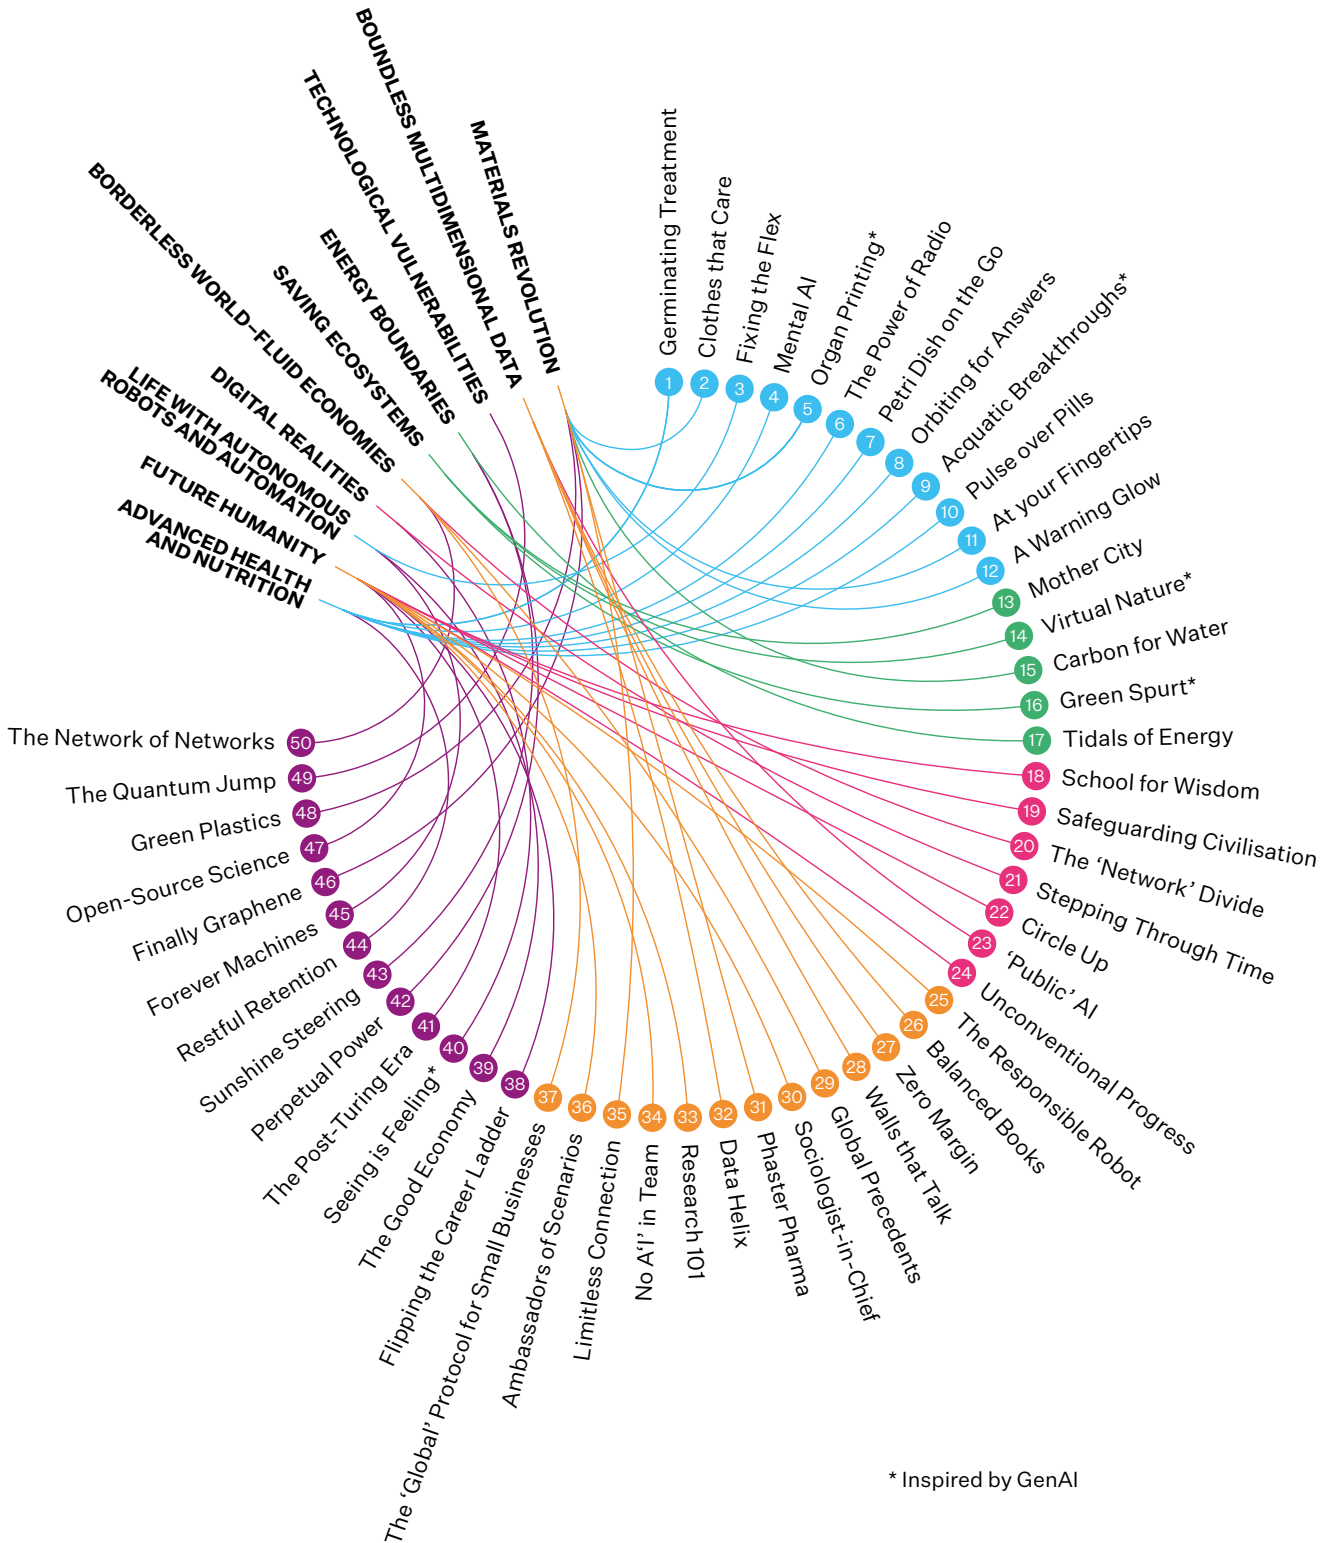 BOUNDLESS MULTIDIMENSIONAL DATA
TECHNOLOGICAL VULNERABILITIES
MATERIALS REVOLUTION
BORDERLESS WORLD–FLUID ECONOMIES
ENERGY BOUNDARIES
SAVING ECOSYSTEMS
DIGITAL REALITIES
LIFE WITH AUTONOMOUS
ROBOTS AND AUTOMATION
FUTURE HUMANITY
ADVANCED HEALTH
AND NUTRITION
1 Germinating Treatment
2 Clothes that Care
3 Fixing the Flex
4 Mental AI
5 Organ Printing*
6 The Power of Radio
7 Petri Dish on the Go
8 Orbiting for Answers
9 Acquatic Breakthroughs*
10 Pulse over Pills
11 At your Fingertips
12 A Warning Glow
13 Mother City
14 Virtual Nature*
15 Carbon for Water
16 Green Spurt*
17 Tidals of Energy
18 School for Wisdom
19 Safeguarding Civilisation
20 The ‘Network’ Divide
21 Stepping Through Time
22 Circle Up
23 ‘Public’ AI
24 Unconventional Progress
25 The Responsible Robot
26 Balanced Books
27 Zero Margin
28 Walls that Talk
29 Global Precedents
30 Sociologist-in-Chief
31 Phaster Pharma
32 Data Helix
33 Research 101
34 No A‘I’ in Team
35 Limitless Connection
36 Ambassadors of Scenarios
37 The ‘Global’ Protocol for Small Businesses
38 Flipping the Career Ladder
39 The Good Economy
40 Seeing is Feeling*
41 The Post-Turing Era
42 Perpetual Power
43 Sunshine Steering
44 Restful Retention
45 Forever Machines
46 Finally Graphene
47 Open-Source Science
48 Green Plastics
49 The Quantum Jump
50 The Network of Networks
* Inspired by GenAI